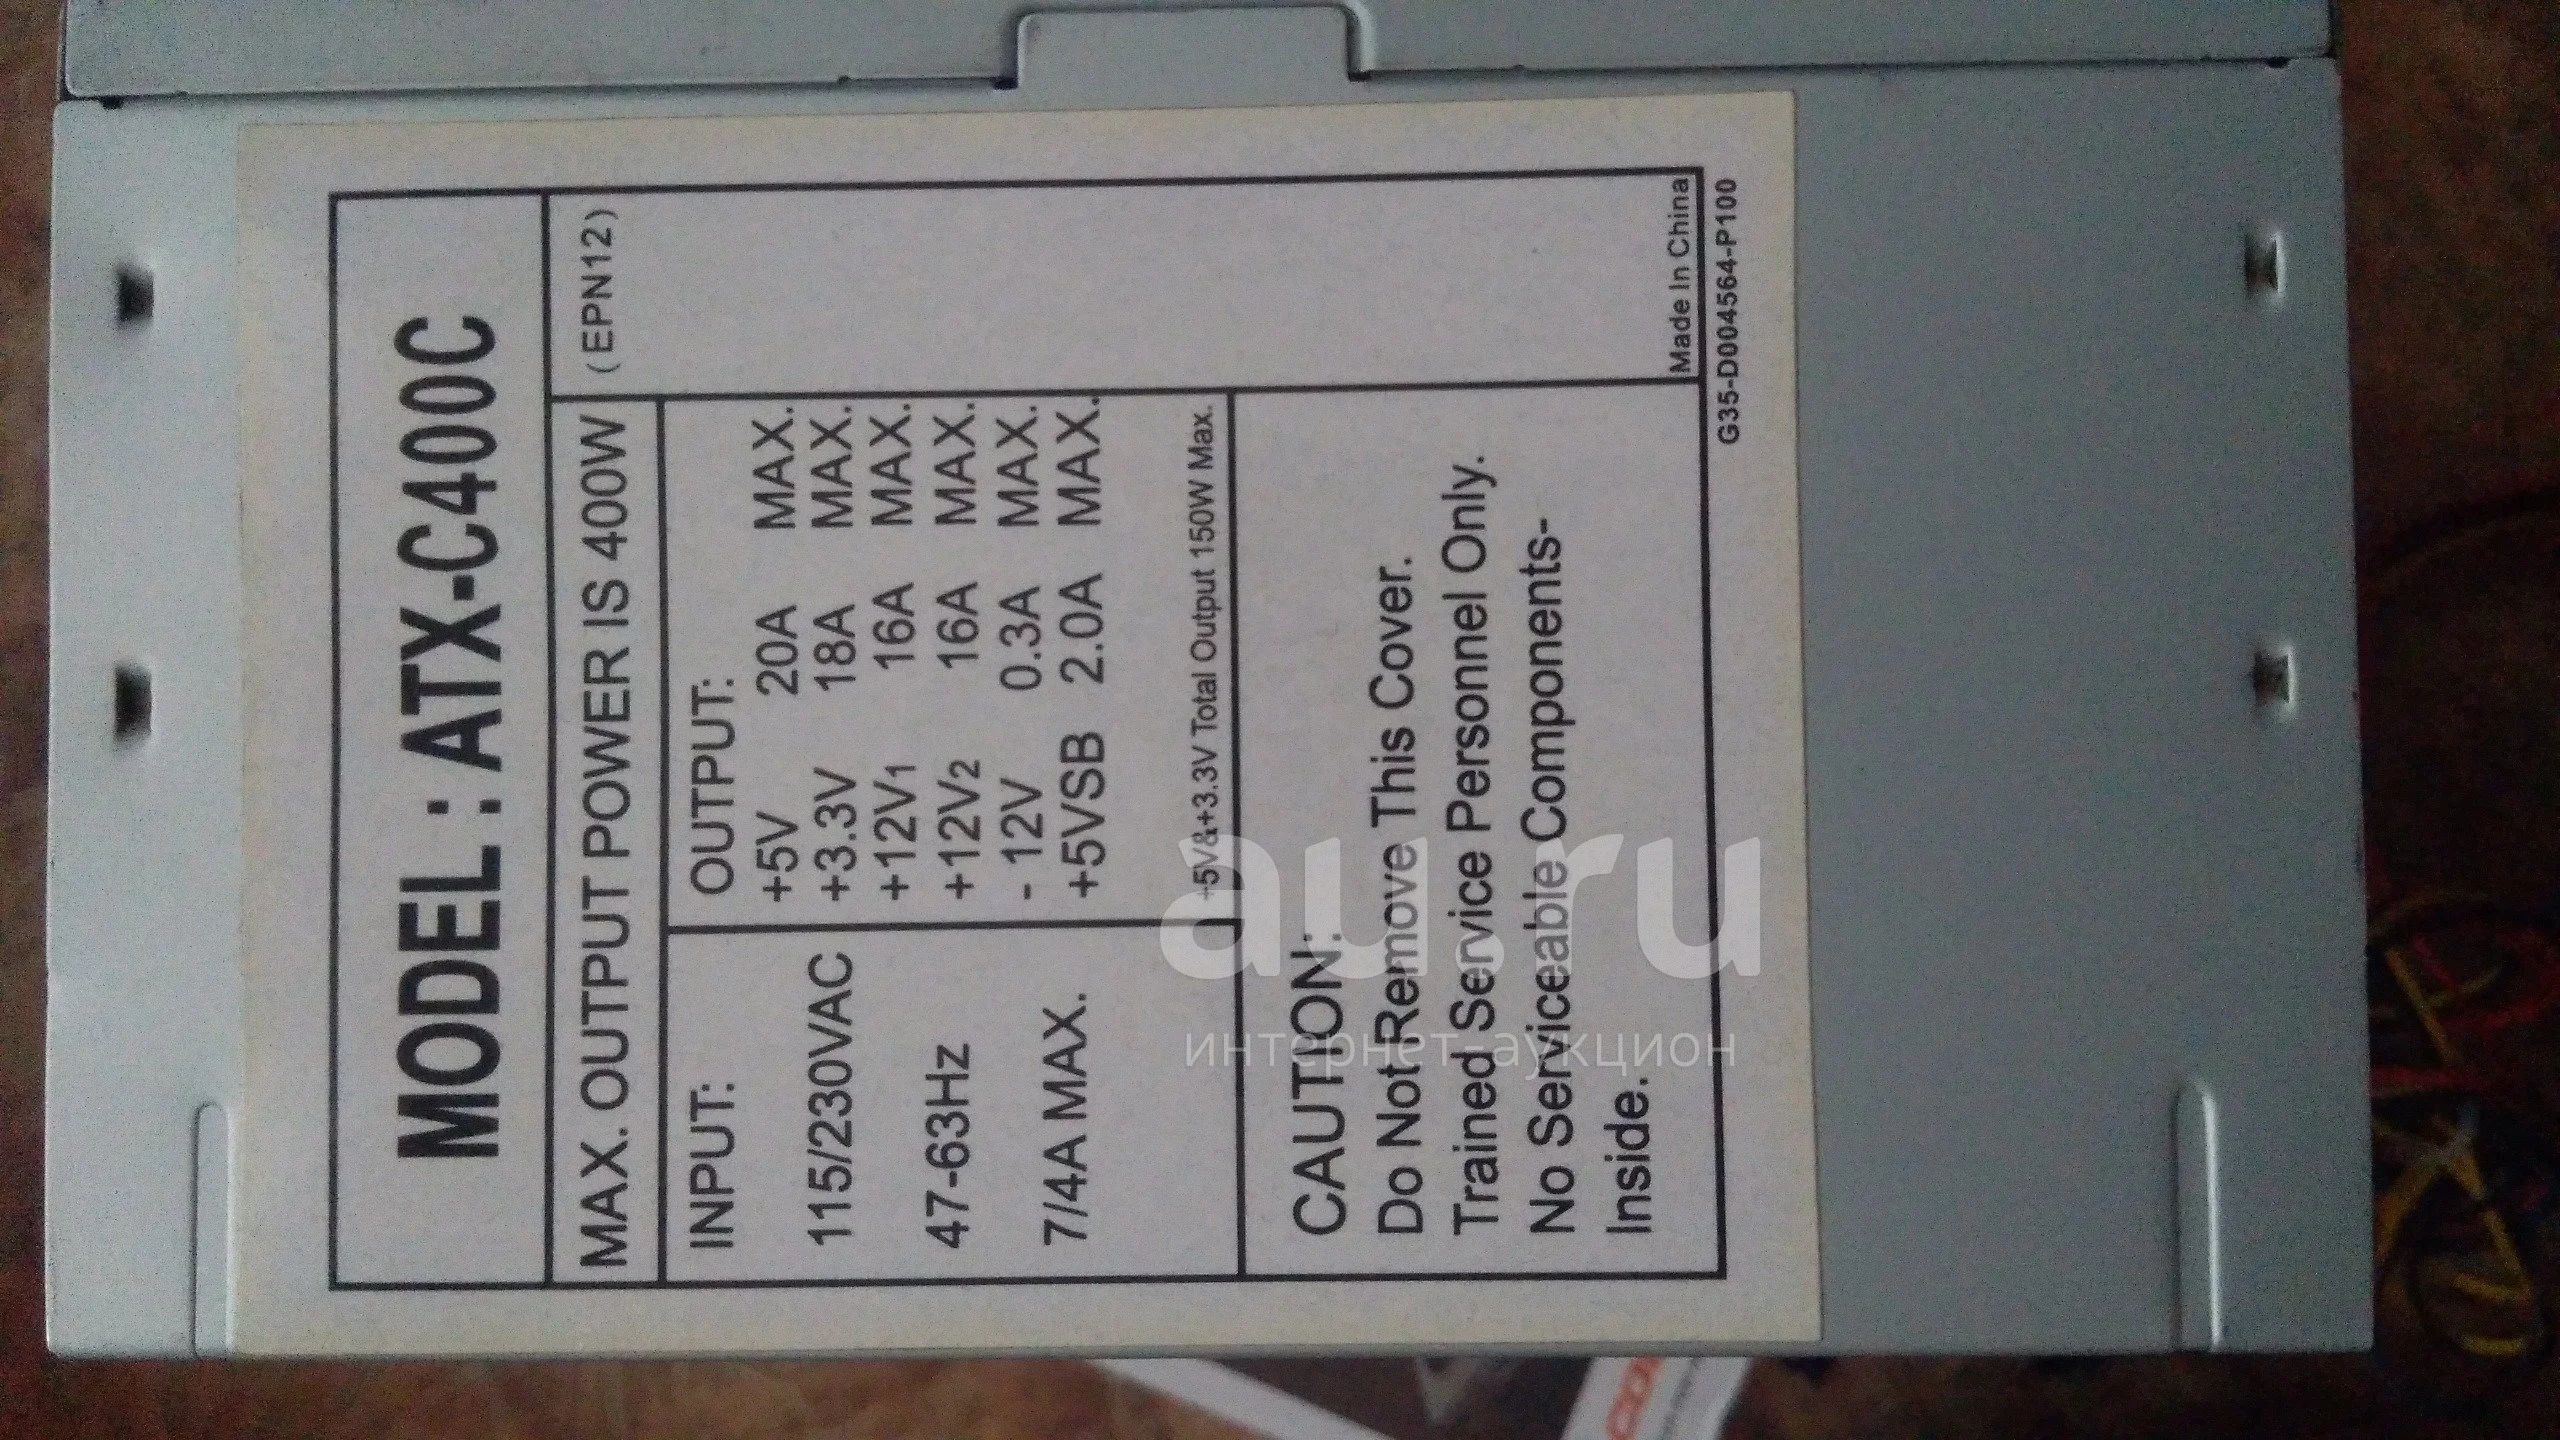 MODEL : ATX-C400C
MAX. OUTPUT POWER IS 400W
(EPN12)
INPUT:
115/230VAC
47-63Hz
7/4A MAX.
OUTPUT:
+5V 20A MAX.
+3.3V 18A MAX.
+12V1 16A MAX.
+12V2 16A MAX.
- 12V 0.3A MAX.
+5VSB 2.0A MAX.
+5V&+3.3V Total Output 150W Max.
CAUTION:
Do Not Remove This Cover.
Trained Service Personnel Only.
No Serviceable Components-
Inside.
Made In China
G35-D004564-P100
au.ru
интернет-аукцион